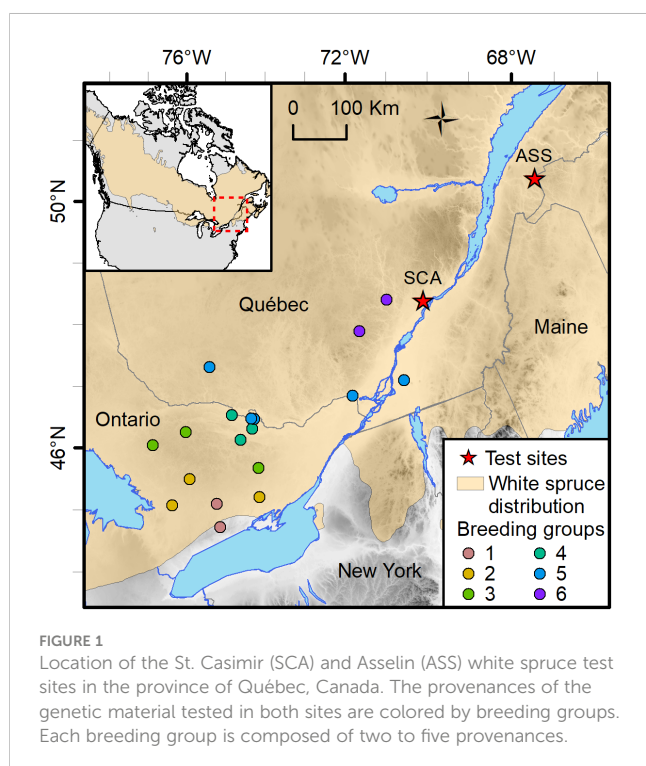 76°W 72°W 68°W
0 100 Km
ASS
50°N
SCA
Québec
Maine
Ontario
46°N
Test sites
White spruce
distribution
Breeding groups
1 4
2 5
3 6
New York
FIGURE 1
Location of the St. Casimir (SCA) and Asselin (ASS) white spruce test
sites in the province of Québec, Canada. The provenances of the
genetic material tested in both sites are colored by breeding groups.
Each breeding group is composed of two to five provenances.